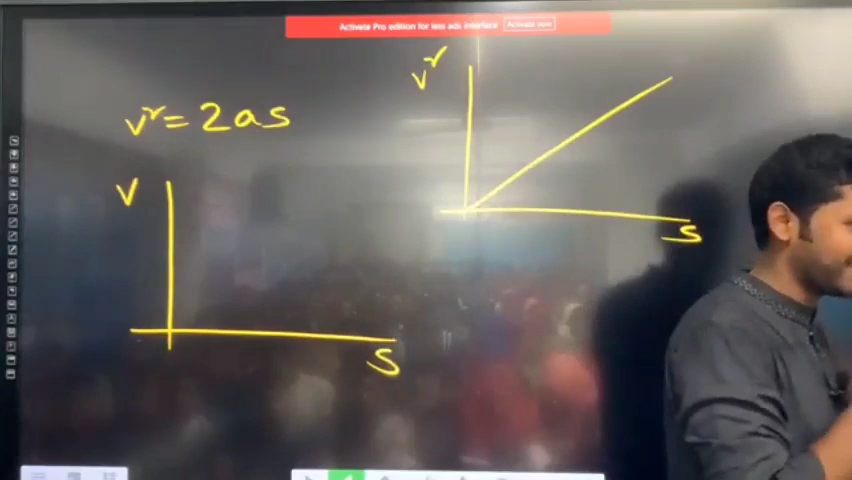 Activate Pro edition for less ads interface Activate now
v²=2as
v² 
s
v
s